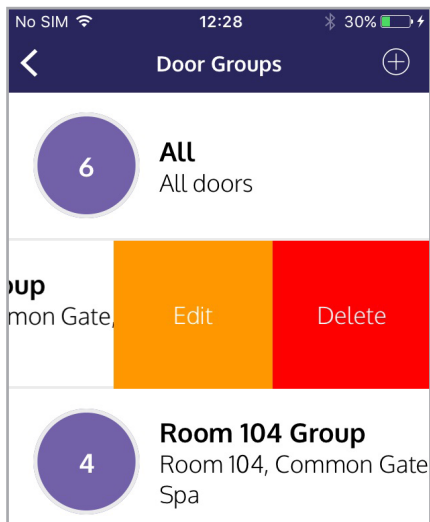 No SIM 12:28 30%
Door Groups
6 All
All doors
oup
mon Gate, Edit Delete
Room 104 Group
4 Room 104, Common Gate
Spa